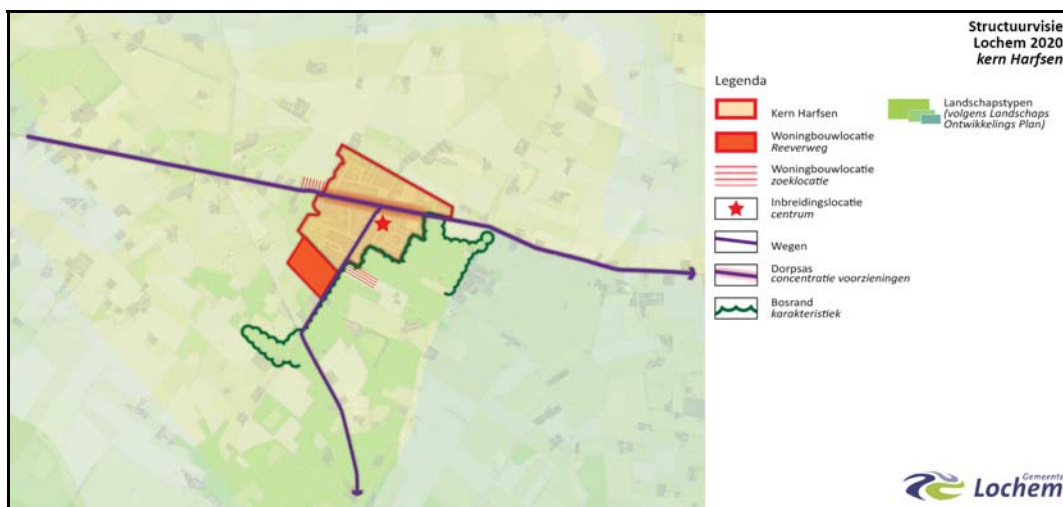 Structuurvisie
Lochem 2020
kern Harfsen
Legenda
Kern Harfsen
Woningbouwlocatie
Reeverweg
Woningbouwlocatie
zoeklocatie
Inbreidingslocatie
centrum
Wegen
Dorpsas
concentratie voorzieningen
Bosrand
karakteristiek
Landschapstypen
(volgens Landschaps
Ontwikkelings Plan)
Gemeente
Lochem